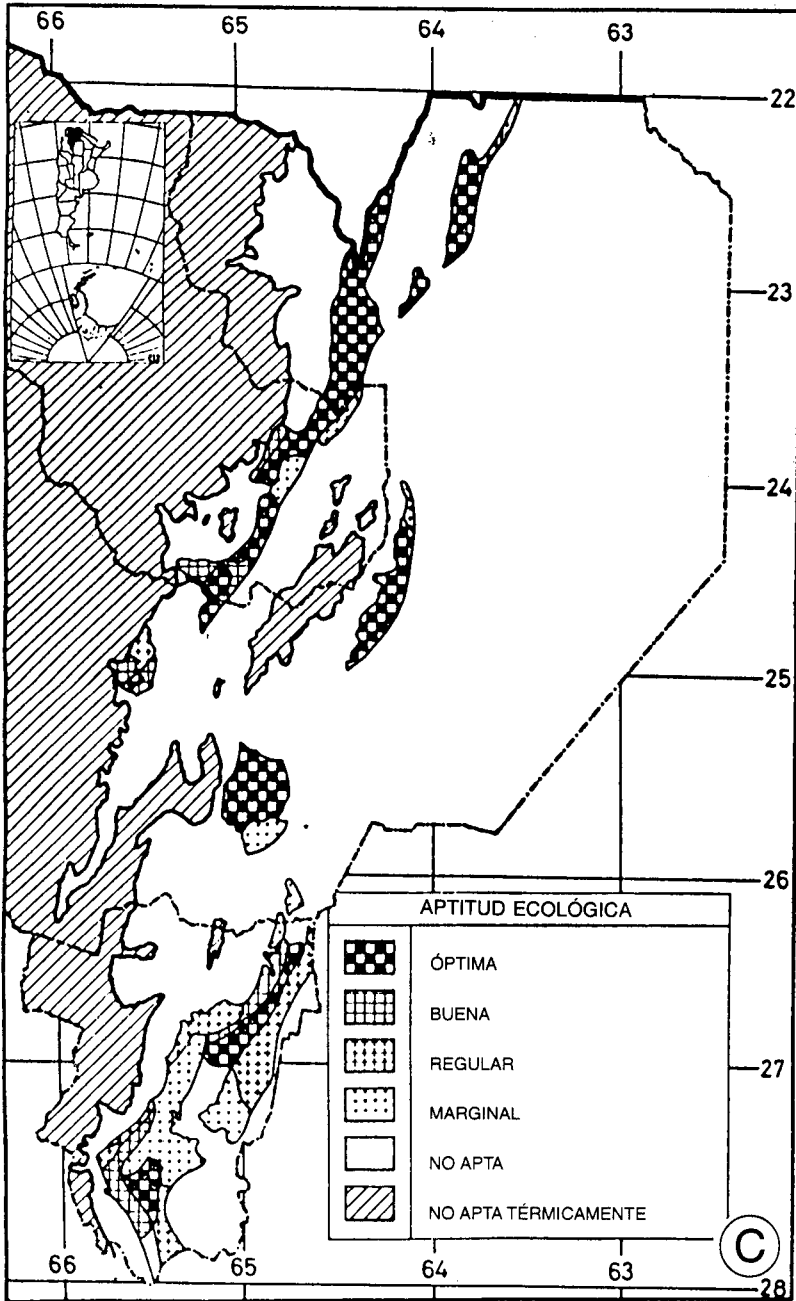 66 65 64 63
22
23
24
25
26
APTITUD ECOLÓGICA
ÓPTIMA
BUENA
REGULAR
27
MARGINAL
NO APTA
NO APTA TÉRMICAMENTE
C
66 65 64 63
28